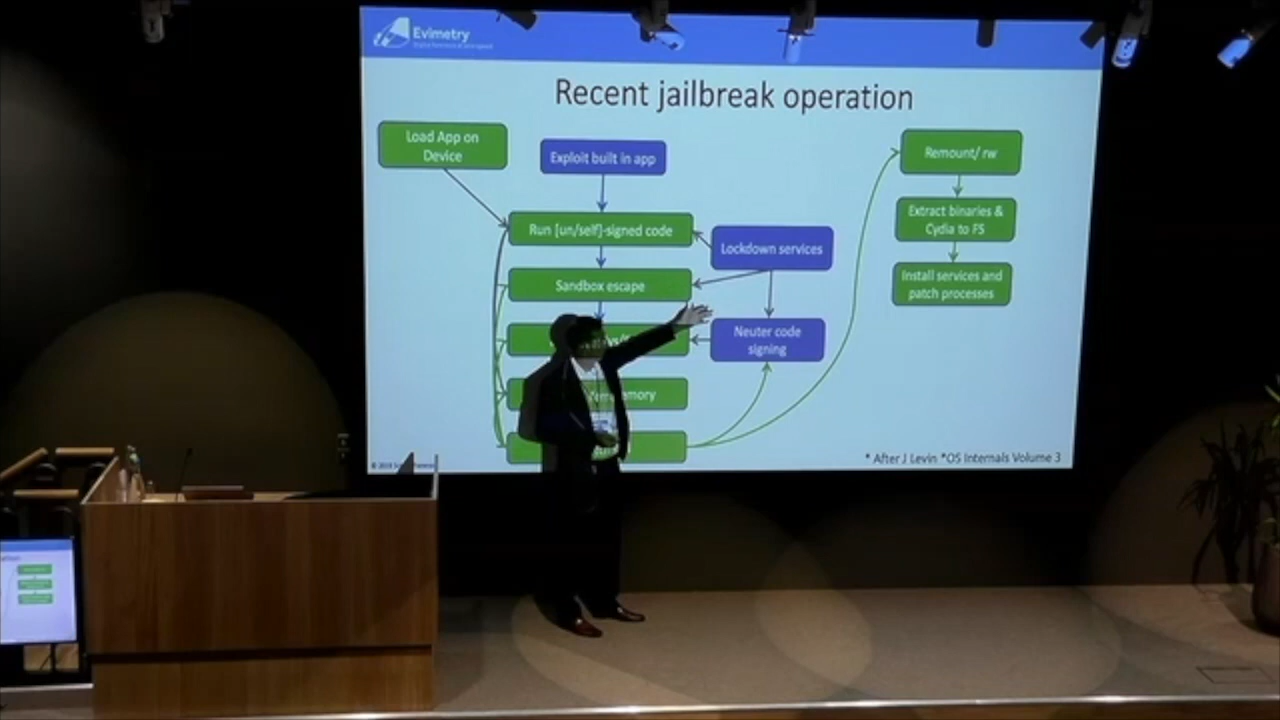 Evimetry
Recent jailbreak operation
Load App on
Device
Exploit built in app
Run [un/self]-signed code
Lockdown services
Sandbox escape
Neuter code
signing
Remount/ rw
Extract binaries &
Cydia to FS
Install services and
patch processes
* After J Levin *OS Internals Volume 3